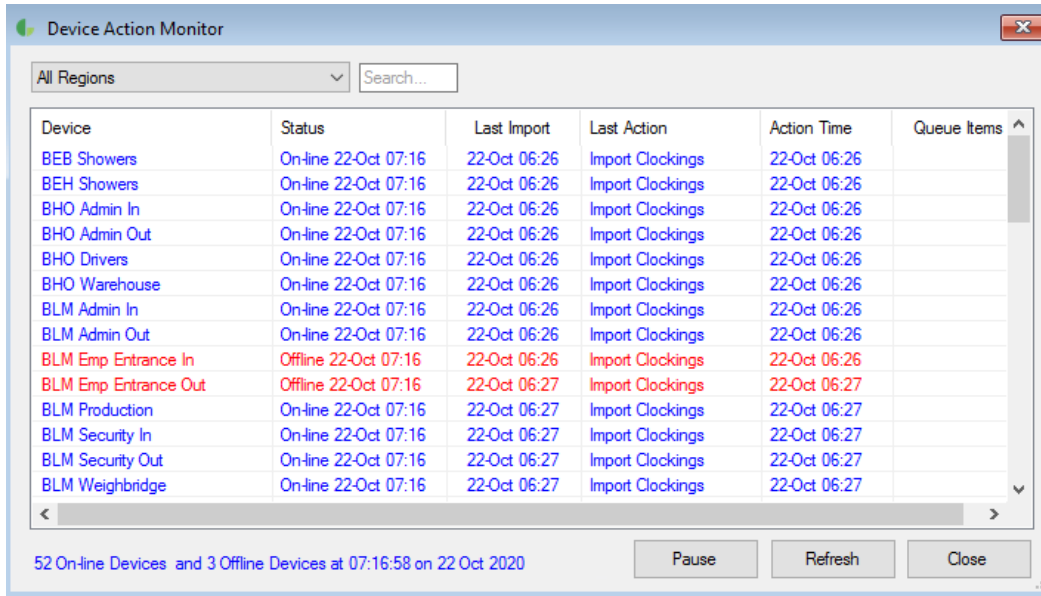 Device Action Monitor
All Regions Search...
Device Status Last Import Last Action Action Time Queue Items
BEB Showers On-line 22-Oct 07:16 22-Oct 06:26 Import Clockings 22-Oct 06:26
BEH Showers On-line 22-Oct 07:16 22-Oct 06:26 Import Clockings 22-Oct 06:26
BHO Admin In On-line 22-Oct 07:16 22-Oct 06:26 Import Clockings 22-Oct 06:26
BHO Admin Out On-line 22-Oct 07:16 22-Oct 06:26 Import Clockings 22-Oct 06:26
BHO Drivers On-line 22-Oct 07:16 22-Oct 06:26 Import Clockings 22-Oct 06:26
BHO Warehouse On-line 22-Oct 07:16 22-Oct 06:26 Import Clockings 22-Oct 06:26
BLM Admin In On-line 22-Oct 07:16 22-Oct 06:26 Import Clockings 22-Oct 06:26
BLM Admin Out On-line 22-Oct 07:16 22-Oct 06:26 Import Clockings 22-Oct 06:26
BLM Emp Entrance In Offline 22-Oct 07:16 22-Oct 06:26 Import Clockings 22-Oct 06:26
BLM Emp Entrance Out Offline 22-Oct 07:16 22-Oct 06:27 Import Clockings 22-Oct 06:27
BLM Production On-line 22-Oct 07:16 22-Oct 06:27 Import Clockings 22-Oct 06:27
BLM Security In On-line 22-Oct 07:16 22-Oct 06:27 Import Clockings 22-Oct 06:27
BLM Security Out On-line 22-Oct 07:16 22-Oct 06:27 Import Clockings 22-Oct 06:27
BLM Weighbridge On-line 22-Oct 07:16 22-Oct 06:27 Import Clockings 22-Oct 06:27
52 On-line Devices and 3 Offline Devices at 07:16:58 on 22 Oct 2020 Pause Refresh Close